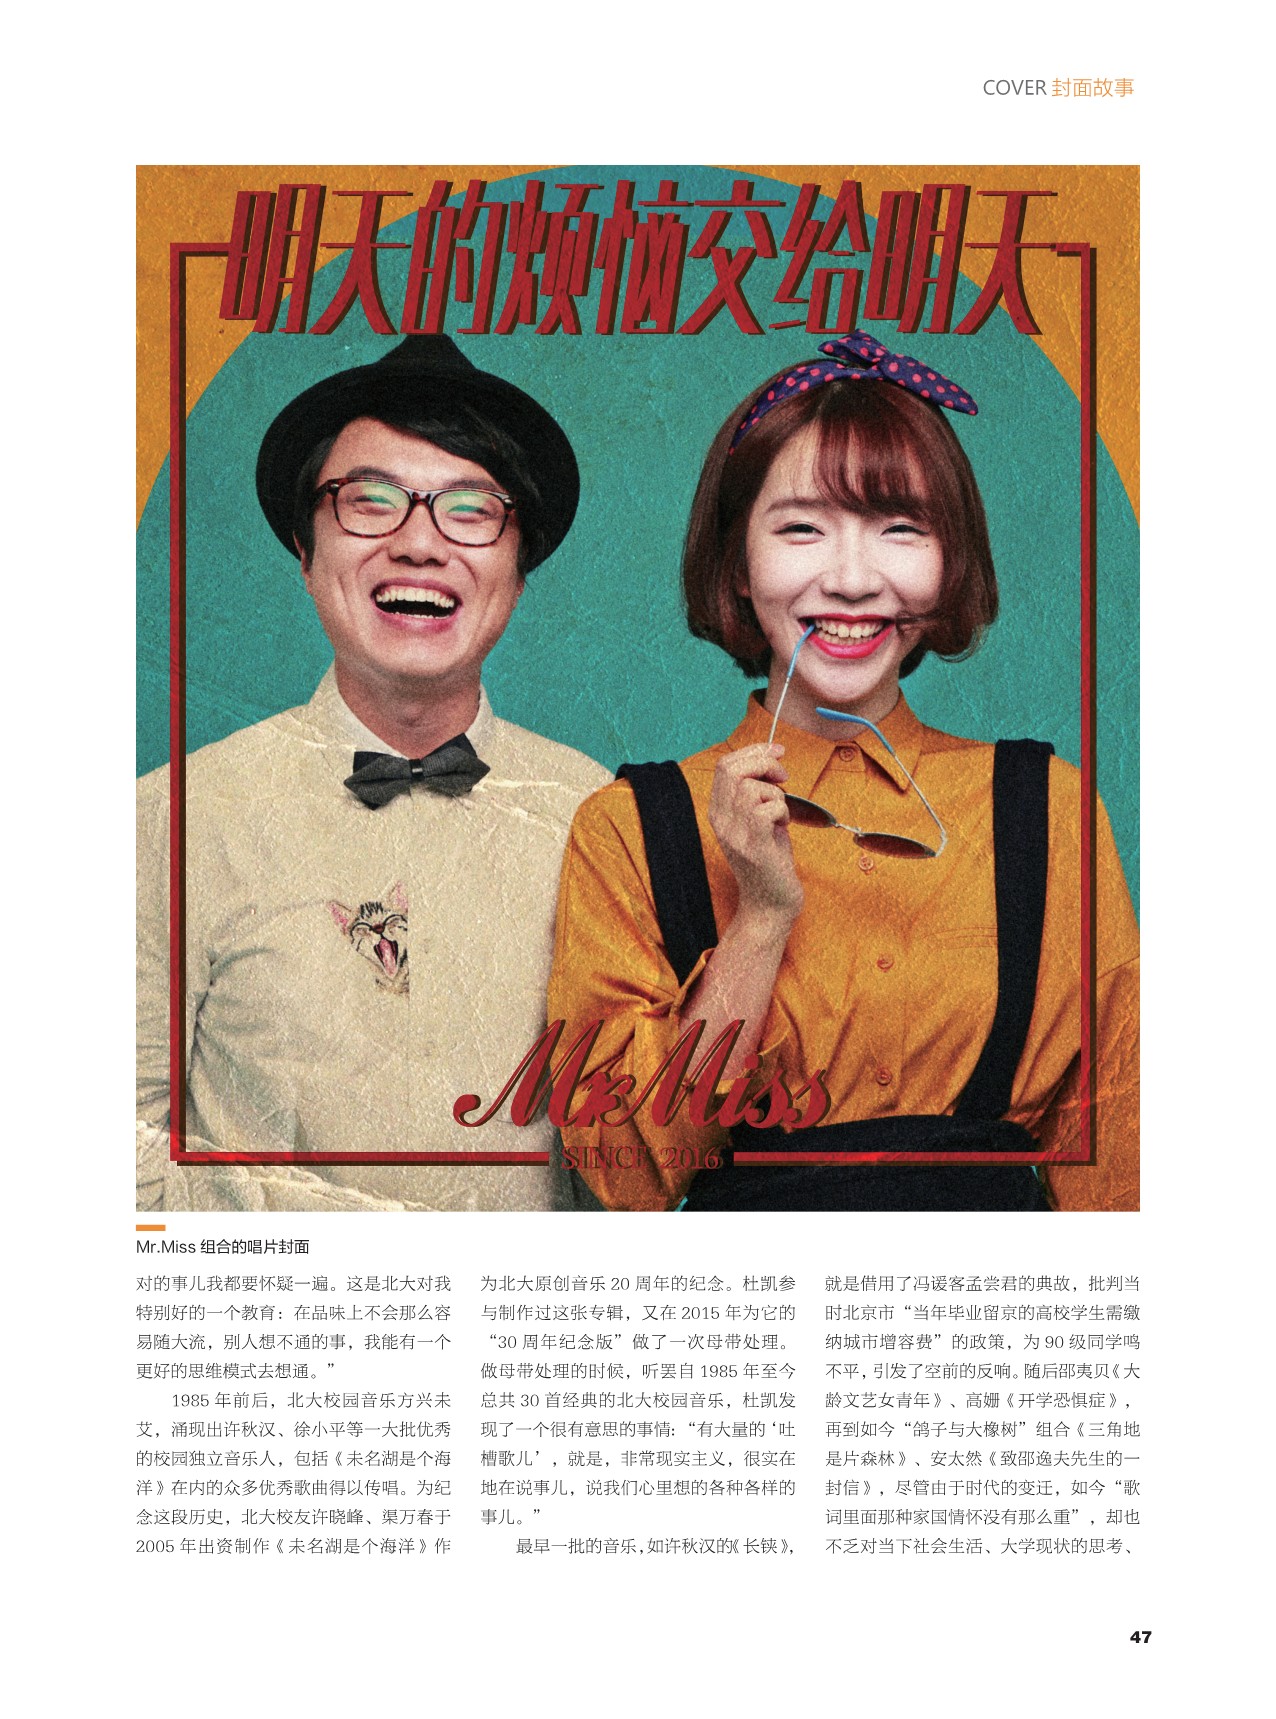 COVER 封面故事
明天的烦恼交给明天
Mr.Miss
SINCE 2016
Mr.Miss 组合的唱片封面
对的事儿我都要怀疑一遍。这是北大对我
特别好的一个教育：在品味上不会那么容
易随大流，别人想不通的事，我能有一个
更好的思维模式去想通。”
1985 年前后，北大校园音乐方兴未
艾，涌现出许秋汉、徐小平等一大批优秀
的校园独立音乐人，包括《未名湖是个海
洋》在内的众多优秀歌曲得以传唱。为纪
念这段历史，北大校友许晓峰、渠万春于
2005 年出资制作《未名湖是个海洋》作
为北大原创音乐 20 周年的纪念。杜凯参
与制作过这张专辑，又在 2015 年为它的
“30 周年纪念版”做了一次母带处理。
做母带处理的时候，听罢自 1985 年至今
总共 30 首经典的北大校园音乐，杜凯发
现了一个很有意思的事情：“有大量的‘吐
槽歌儿’，就是，非常现实主义，很实在
地在说事儿，说我们心里想的各种各样的
事儿。”
最早一批的音乐，如许秋汉的《长铗》，
就是借用了冯谖客孟尝君的典故，批判当
时北京市“当年毕业留京的高校学生需缴
纳城市增容费”的政策，为 90 级同学鸣
不平，引发了空前的反响。随后邵夷贝《大
龄文艺女青年》、高姗《开学恐惧症》，
再到如今“鸽子与大橡树”组合《三角地
是片森林》、安太然《致邵逸夫先生的一
封信》，尽管由于时代的变迁，如今“歌
词里面那种家国情怀没有那么重”，却也
不乏对当下社会生活、大学现状的思考、
47